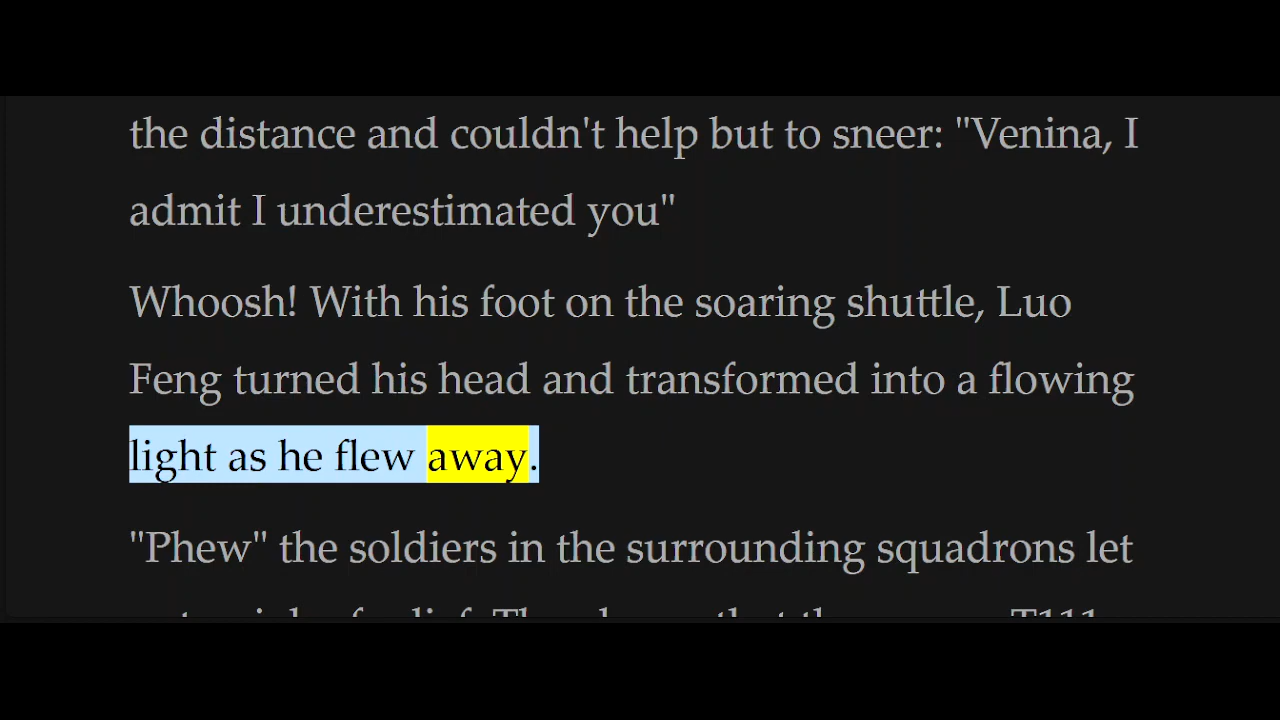 the distance and couldn't help but to sneer: "Venina, I
admit I underestimated you"
Whoosh! With his foot on the soaring shuttle, Luo
Feng turned his head and transformed into a flowing
light as he flew away.
"Phew" the soldiers in the surrounding squadrons let